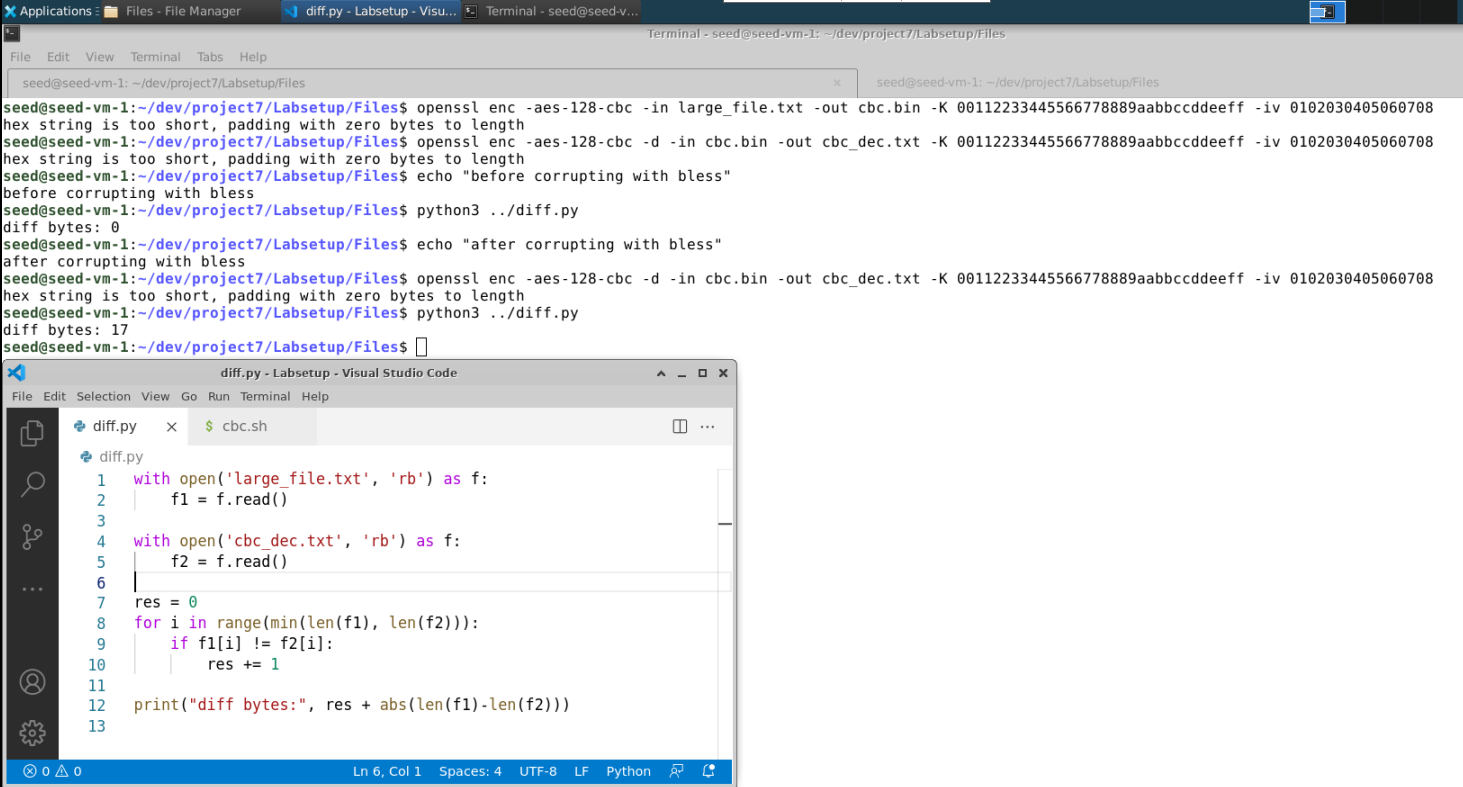 Applications
Files - File Manager
diff.py - Labsetup - Visu...
Terminal - seed@seed-v...
Terminal - seed@seed-vm-1: ~/dev/project7/Labsetup/Files
File Edit View Terminal Tabs Help
seed@seed-vm-1: ~/dev/project7/Labsetup/Files
seed@seed-vm-1: ~/dev/project7/Labsetup/Files
seed@seed-vm-1:~/dev/project7/Labsetup/Files$ openssl enc -aes-128-cbc -in large_file.txt -out cbc.bin -K 00112233445566778889aabbccddeeff -iv 0102030405060708
hex string is too short, padding with zero bytes to length
seed@seed-vm-1:~/dev/project7/Labsetup/Files$ openssl enc -aes-128-cbc -d -in cbc.bin -out cbc_dec.txt -K 00112233445566778889aabbccddeeff -iv 0102030405060708
hex string is too short, padding with zero bytes to length
seed@seed-vm-1:~/dev/project7/Labsetup/Files$ echo "before corrupting with bless"
before corrupting with bless
seed@seed-vm-1:~/dev/project7/Labsetup/Files$ python3 ../diff.py
diff bytes: 0
seed@seed-vm-1:~/dev/project7/Labsetup/Files$ echo "after corrupting with bless"
after corrupting with bless
seed@seed-vm-1:~/dev/project7/Labsetup/Files$ openssl enc -aes-128-cbc -d -in cbc.bin -out cbc_dec.txt -K 00112233445566778889aabbccddeeff -iv 0102030405060708
hex string is too short, padding with zero bytes to length
seed@seed-vm-1:~/dev/project7/Labsetup/Files$ python3 ../diff.py
diff bytes: 17
seed@seed-vm-1:~/dev/project7/Labsetup/Files$
diff.py - Labsetup - Visual Studio Code
File Edit Selection View Go Run Terminal Help
diff.py
$ cbc.sh
diff.py
1 with open('large_file.txt', 'rb') as f:
2 f1 = f.read()
3
4 with open('cbc_dec.txt', 'rb') as f:
5 f2 = f.read()
6
7 res = 0
8 for i in range(min(len(f1), len(f2))):
9 if f1[i] != f2[i]:
10 res += 1
11
12 print("diff bytes:", res + abs(len(f1)-len(f2)))
13
0 0 Ln 6, Col 1 Spaces: 4 UTF-8 LF Python